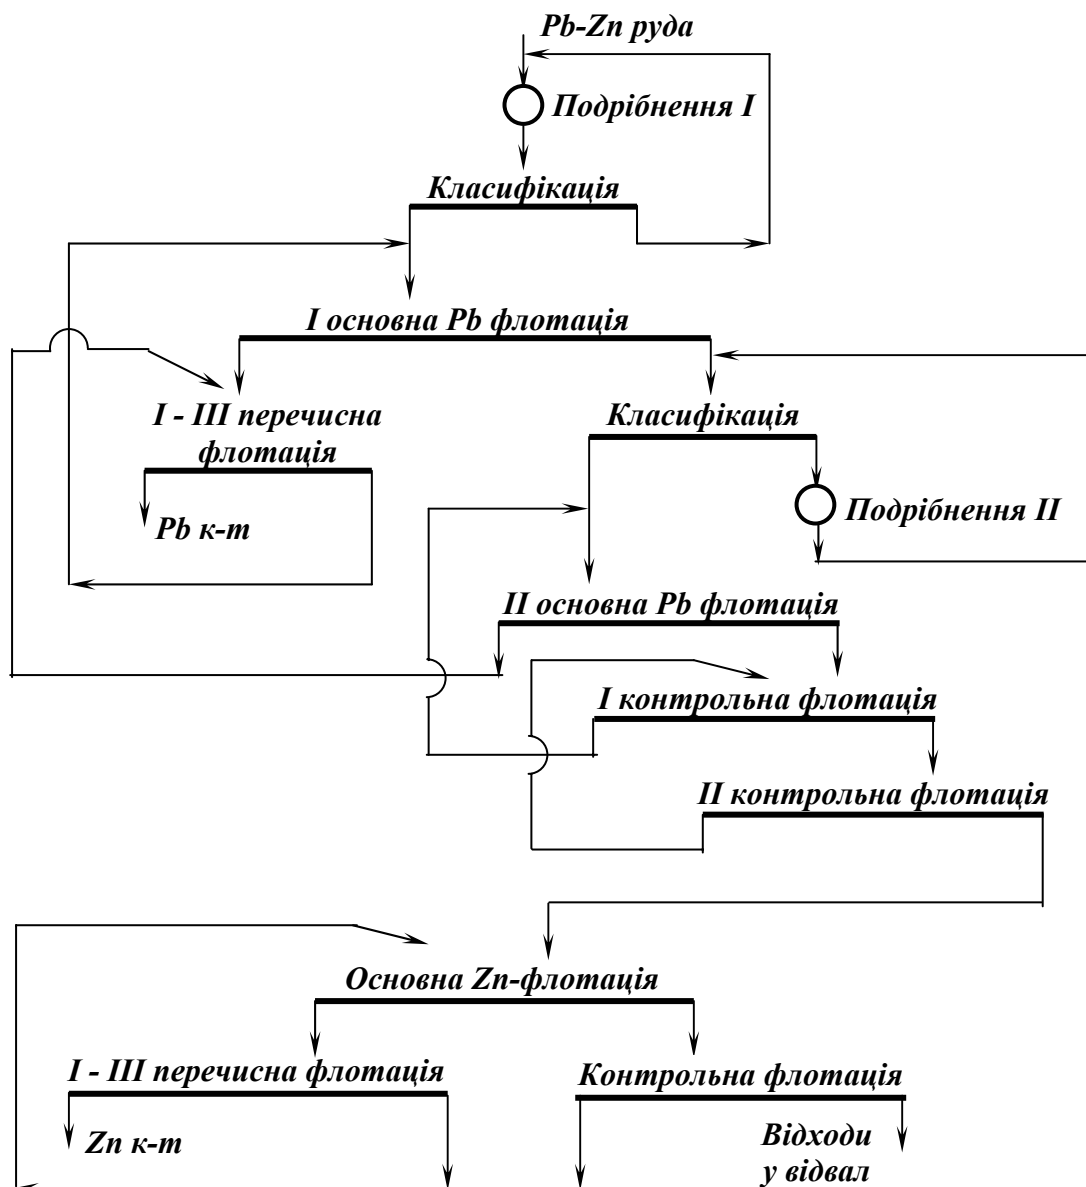 Pb-Zn руда
Подрібнення I
Класифікація
I основна Pb флотація
I - III перечисна
флотація
Класифікація
Pb к-т
Подрібнення II
II основна Pb флотація
I контрольна флотація
II контрольна флотація
Основна Zn-флотація
I - III перечисна флотація
Контрольна флотація
Zn к-т
Відходи
у відвал